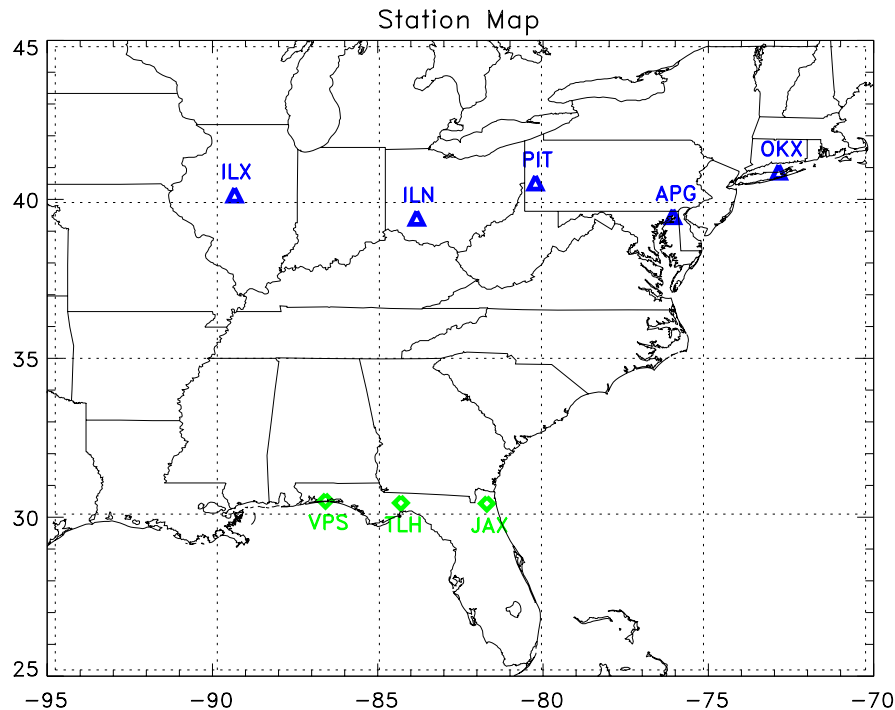 Station Map
45
OKX
PIT
ILX
APG
ILN
40
35
30
VPS
TLH
JAX
25
-95
-90
-85
-80
-75
-70